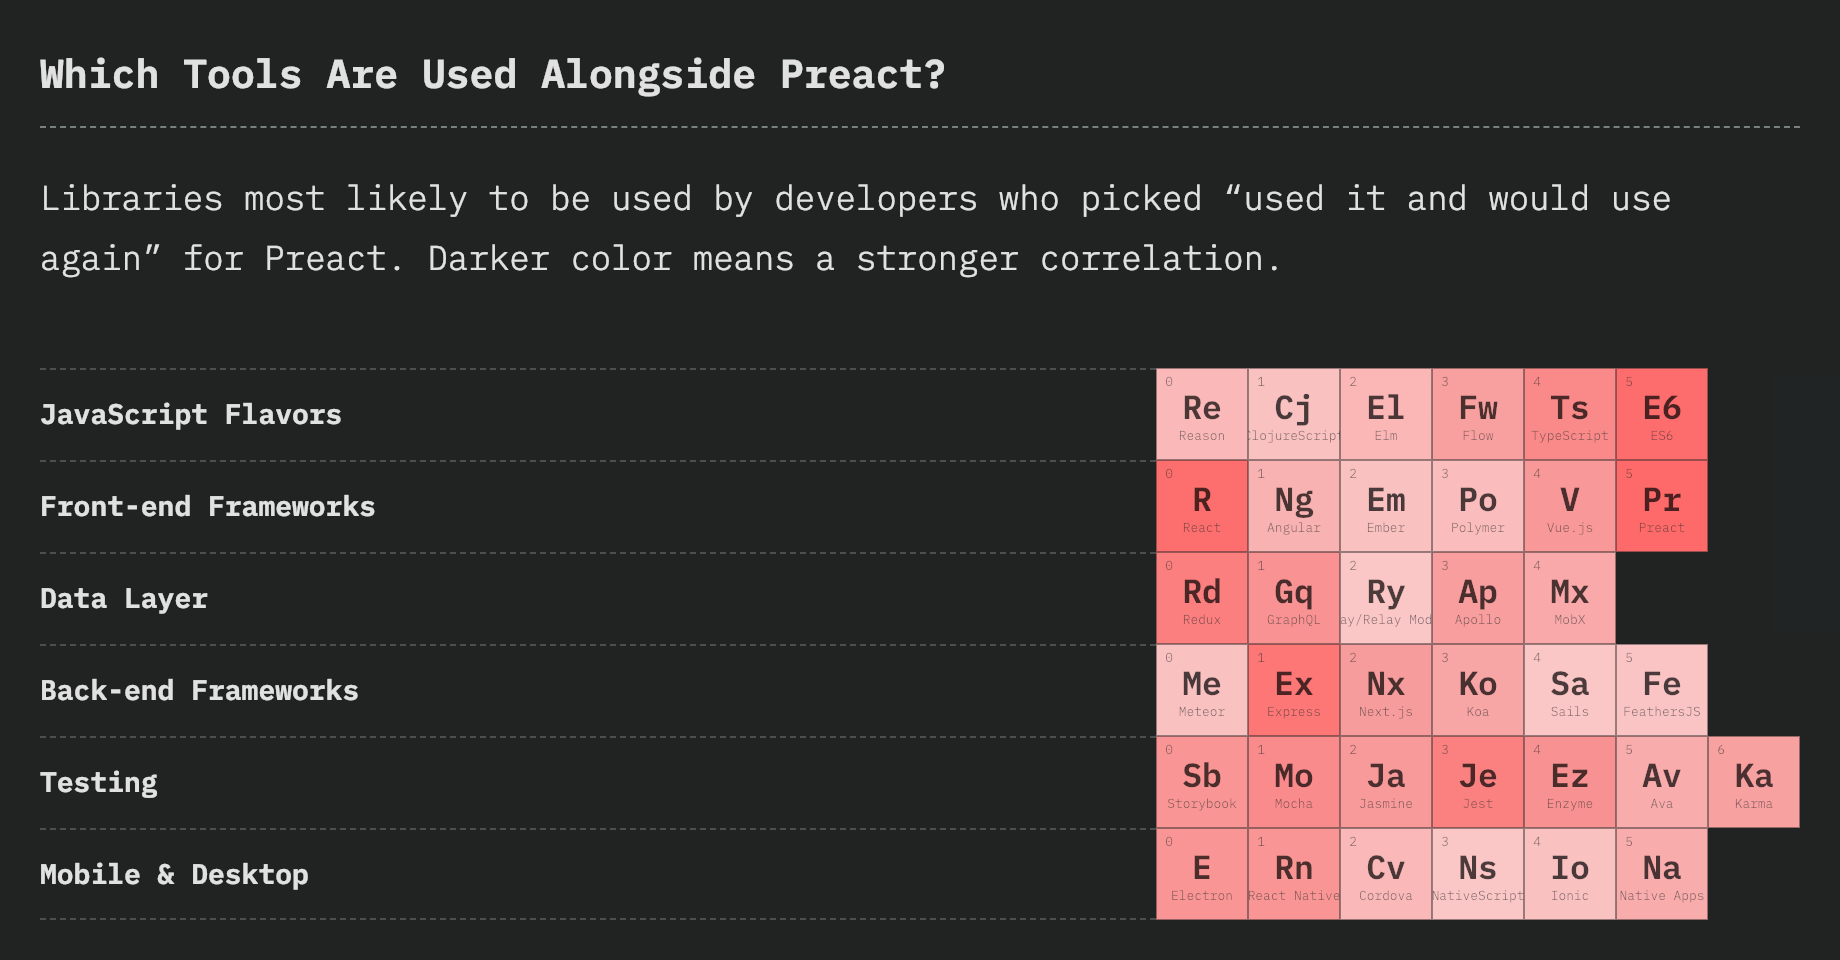 Which Tools Are Used Alongside Preact?
Libraries most likely to be used by developers who picked “used it and would use
again” for Preact. Darker color means a stronger correlation.
JavaScript Flavors
0 1 2 3 4 5
Re Cj El Fw Ts E6
Reason ClojureScript Elm Flow TypeScript ES6
Front-end Frameworks
0 1 2 3 4 5
R Ng Em Po V Pr
React Angular Ember Polymer Vue.js Preact
Data Layer
0 1 2 3 4
Rd Gq Ry Ap Mx
Redux GraphQL ay/Relay Mod Apollo MobX
Back-end Frameworks
0 1 2 3 4 5
Me Ex Nx Ko Sa Fe
Meteor Express Next.js Koa Sails FeathersJS
Testing
0 1 2 3 4 5 6
Sb Mo Ja Je Ez Av Ka
Storybook Mocha Jasmine Jest Enzyme Ava Karma
Mobile & Desktop
0 1 2 3 4 5
E Rn Cv Ns Io Na
Electron React Native Cordova NativeScript Ionic Native Apps